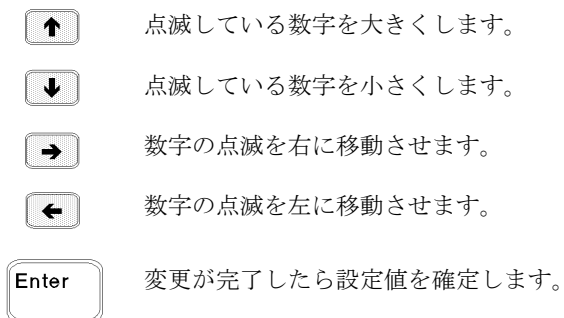 点滅している数字を大きくします。
点滅している数字を小さくします。
数字の点滅を右に移動させます。
数字の点滅を左に移動させます。
Enter 変更が完了したら設定値を確定します。